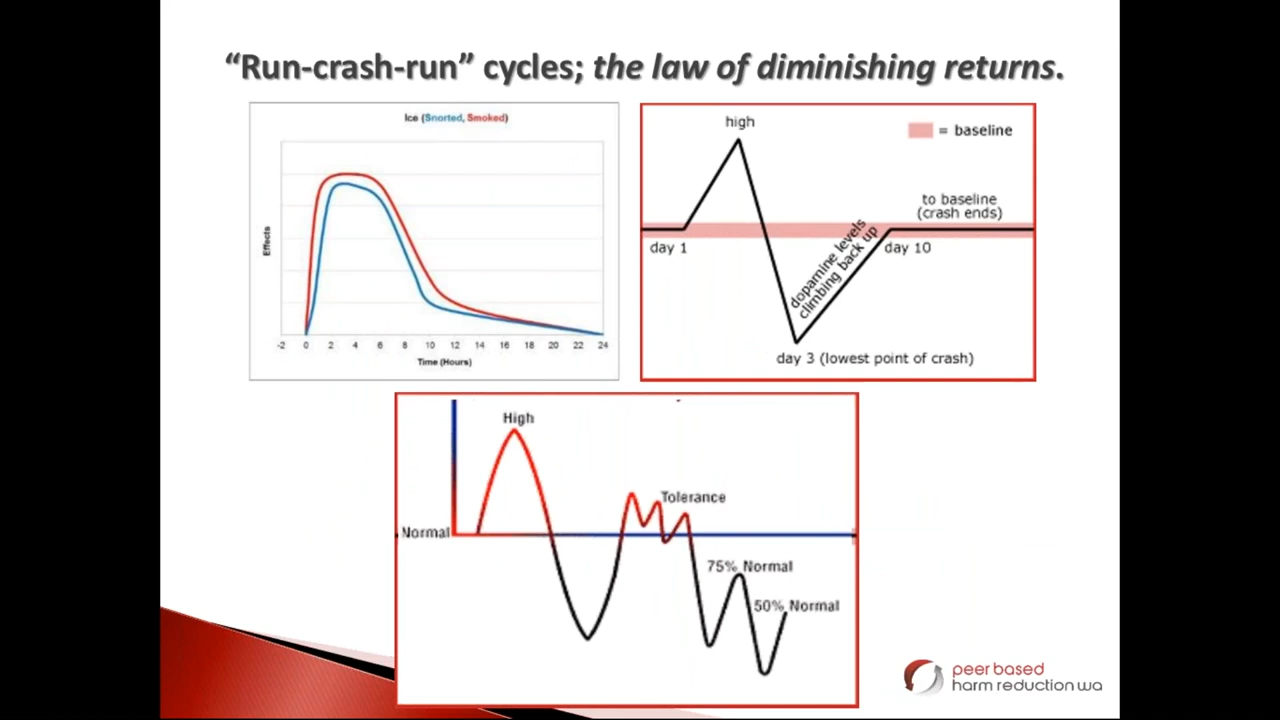 “Run-crash-run” cycles; the law of diminishing returns.
Ice (Snorted, Smoked)
Effects
-2 0 2 4 6 8 10 12 14 16 18 20 22 24
Time (Hours)
high
= baseline
to baseline
(crash ends)
day 1
dopamine levels
climbing back up
day 10
day 3 (lowest point of crash)
High
Tolerance
Normal
75% Normal
50% Normal
peer based
harm reduction wa